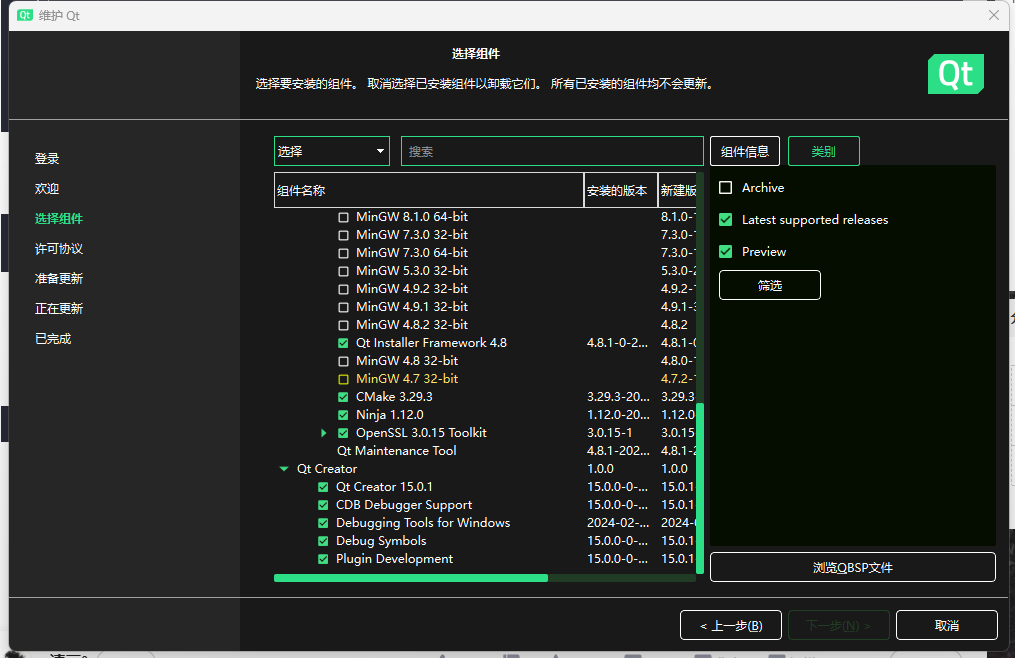 Qt 维护 Qt
选择组件
选择要安装的组件。 取消选择已安装组件以卸载它们。 所有已安装的组件均不会更新。
Qt
登录
欢迎
选择组件
许可协议
准备更新
正在更新
已完成
选择 搜索 组件信息 类别
组件名称 安装的版本 新建版
MinGW 8.1.0 64-bit 8.1.0-
MinGW 7.3.0 32-bit 7.3.0-
MinGW 7.3.0 64-bit 7.3.0-
MinGW 5.3.0 32-bit 5.3.0-2
MinGW 4.9.2 32-bit 4.9.2-
MinGW 4.9.1 32-bit 4.9.1-3
MinGW 4.8.2 32-bit 4.8.2
Qt Installer Framework 4.8 4.8.1-0-2... 4.8.1-0
MinGW 4.8 32-bit 4.8.0-
MinGW 4.7 32-bit 4.7.2-
CMake 3.29.3 3.29.3-20... 3.29.3
Ninja 1.12.0 1.12.0-20... 1.12.0
OpenSSL 3.0.15 Toolkit 3.0.15-1 3.0.15
Qt Maintenance Tool 4.8.1-202... 4.8.1-2
Qt Creator 1.0.0 1.0.0
Qt Creator 15.0.1 15.0.0-0-... 15.0.1
CDB Debugger Support 15.0.0-0-... 15.0.1
Debugging Tools for Windows 2024-02-... 2024-
Debug Symbols 15.0.0-0-... 15.0.1
Plugin Development 15.0.0-0-... 15.0.1
Archive
Latest supported releases
Preview
筛选
浏览QBSP文件
< 上一步(B) 下一步(N) > 取消